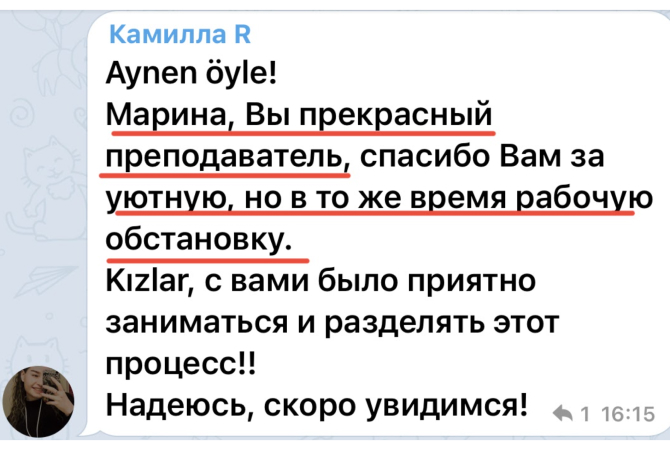 Камилла R
Aynen öyle!
Марина, Вы прекрасный
преподаватель, спасибо Вам за
уютную, но в то же время рабочую
обстановку.
Kızlar, с вами было приятно
заниматься и разделять этот
процесс!!
Надеюсь, скоро увидимся!
1 16:15